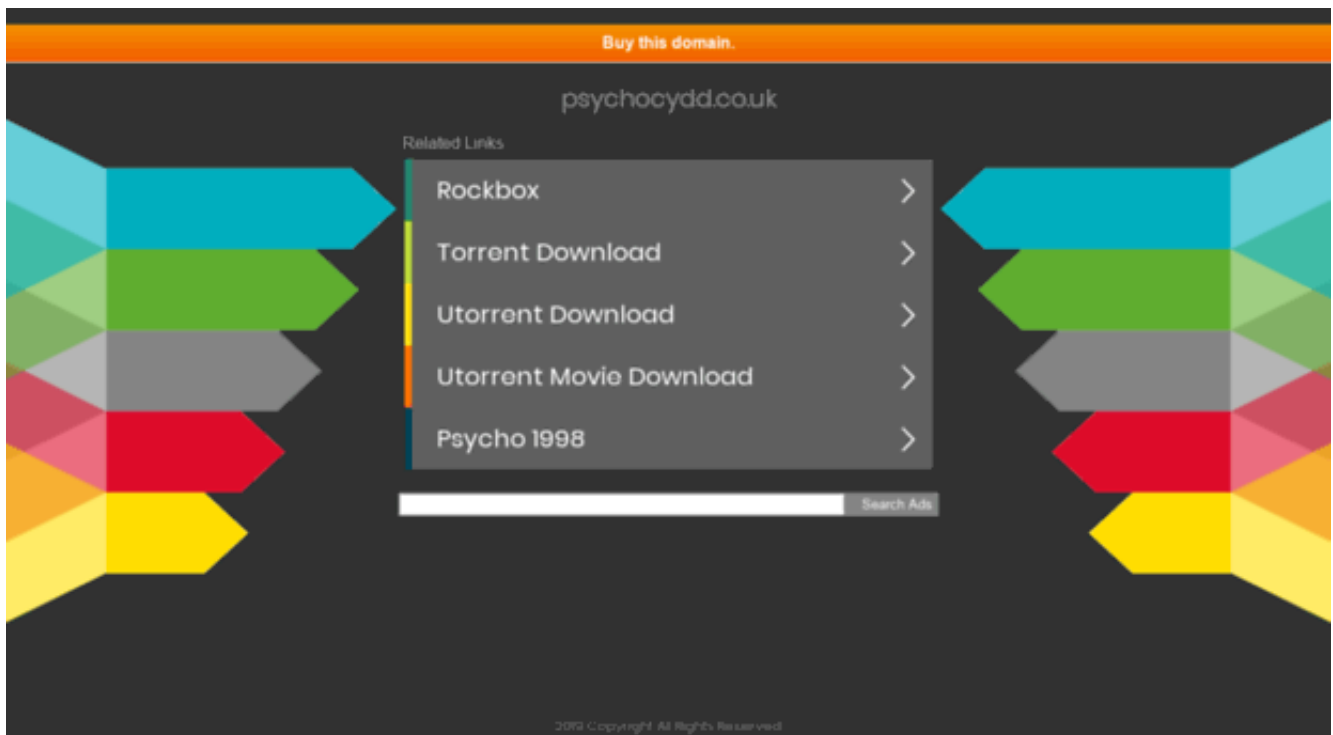 Buy this domain.
psychocydd.co.uk
Related Links
Rockbox
Torrent Download
Utorrent Download
Utorrent Movie Download
Psycho 1998
Search Ads
2019 Copyright All Rights Reserved